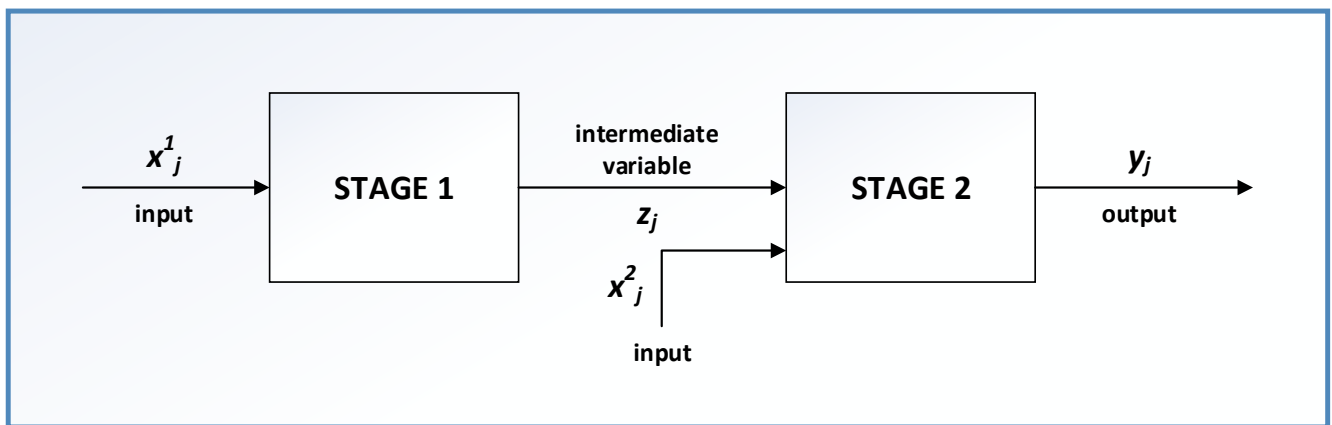 x¹ⱼ
input
STAGE 1
intermediate
variable
zⱼ
x²ⱼ
input
STAGE 2
yⱼ
output